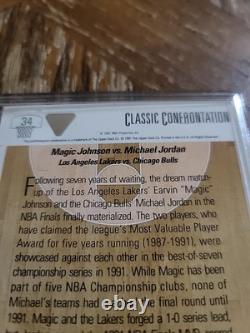 34
CLASSIC CONFRONTATION
Magic Johnson vs. Michael Jordan
Los Angeles Lakers vs. Chicago Bulls
Following seven years of waiting, the dream match-
up of the Los Angeles Lakers' Earvin "Magic"
Johnson and the Chicago Bulls' Michael Jordan in the
NBA Finals finally materialized. The two players, who
have claimed the league's Most Valuable Player
Award for five years running (1987-1991), were
showcased against each other in the best-of-seven
championship series in 1991. While Magic has been
part of five NBA Championship clubs, none of
Michael's teams had
the final round until
1991. Magic and the Lakers forged a 1-0 series lead,